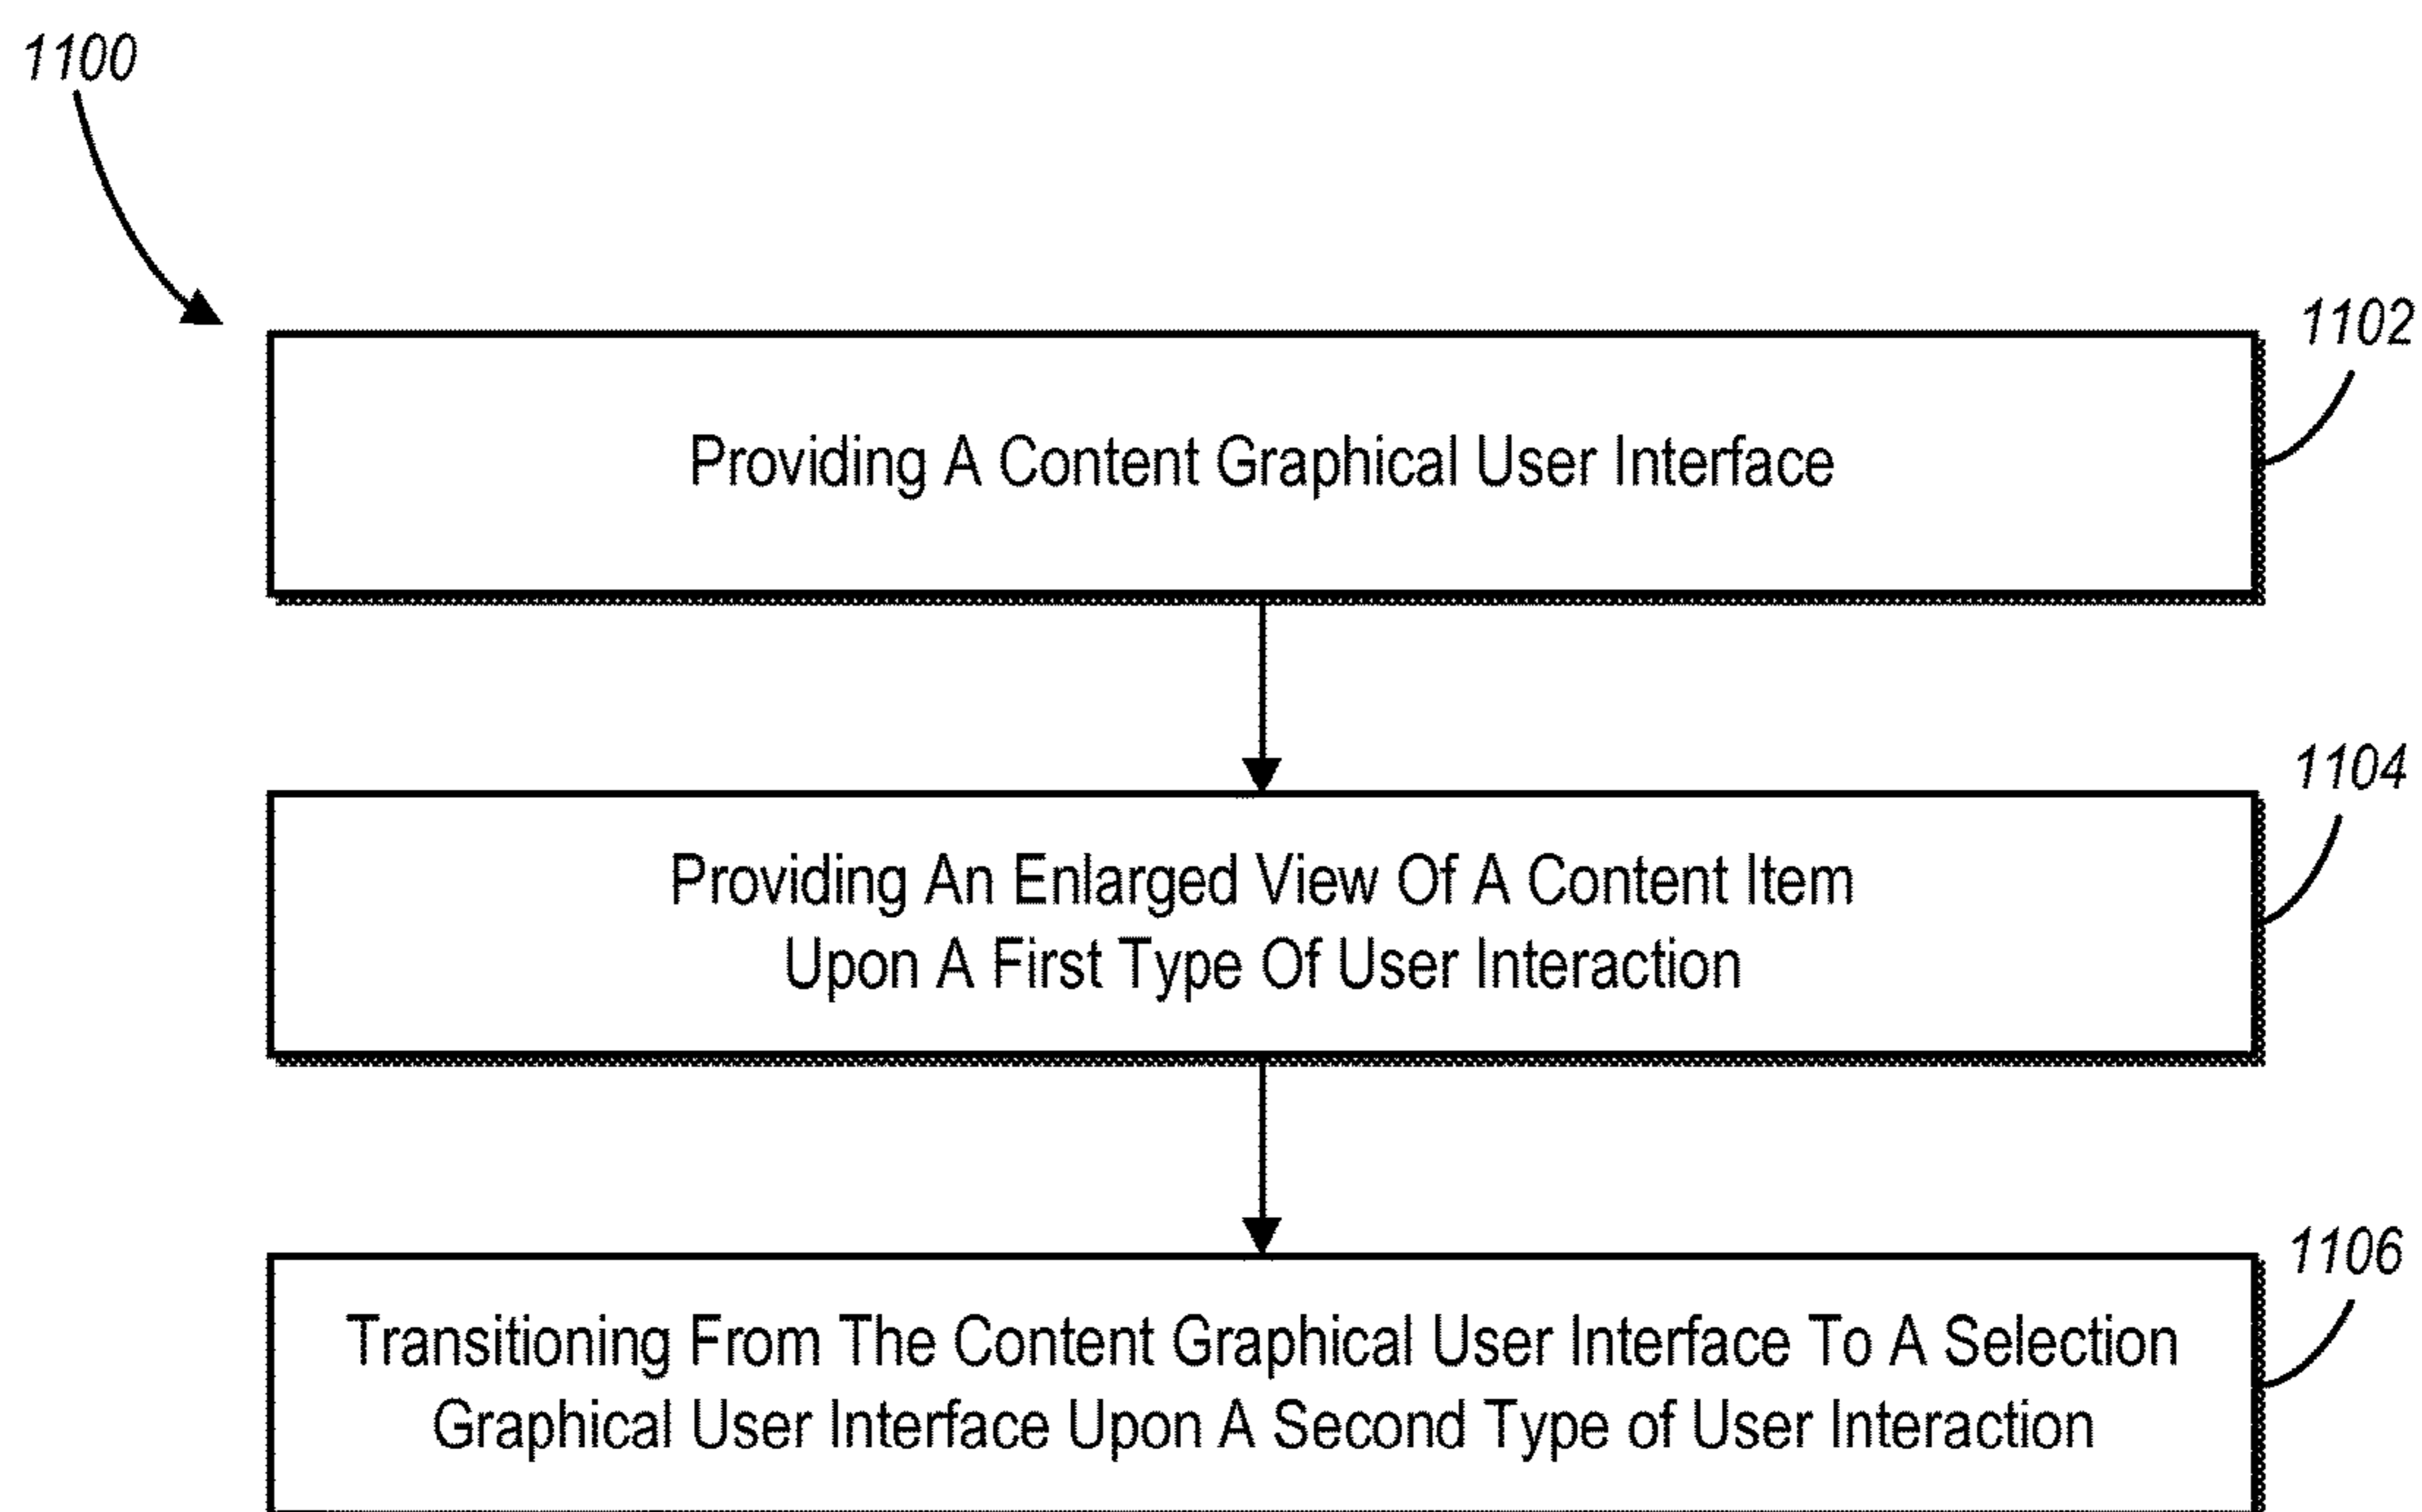 1100
1102
Providing A Content Graphical User Interface
1104
Providing An Enlarged View Of A Content Item
Upon A First Type Of User Interaction
1106
Transitioning From The Content Graphical User Interface To A Selection
Graphical User Interface Upon A Second Type of User Interaction